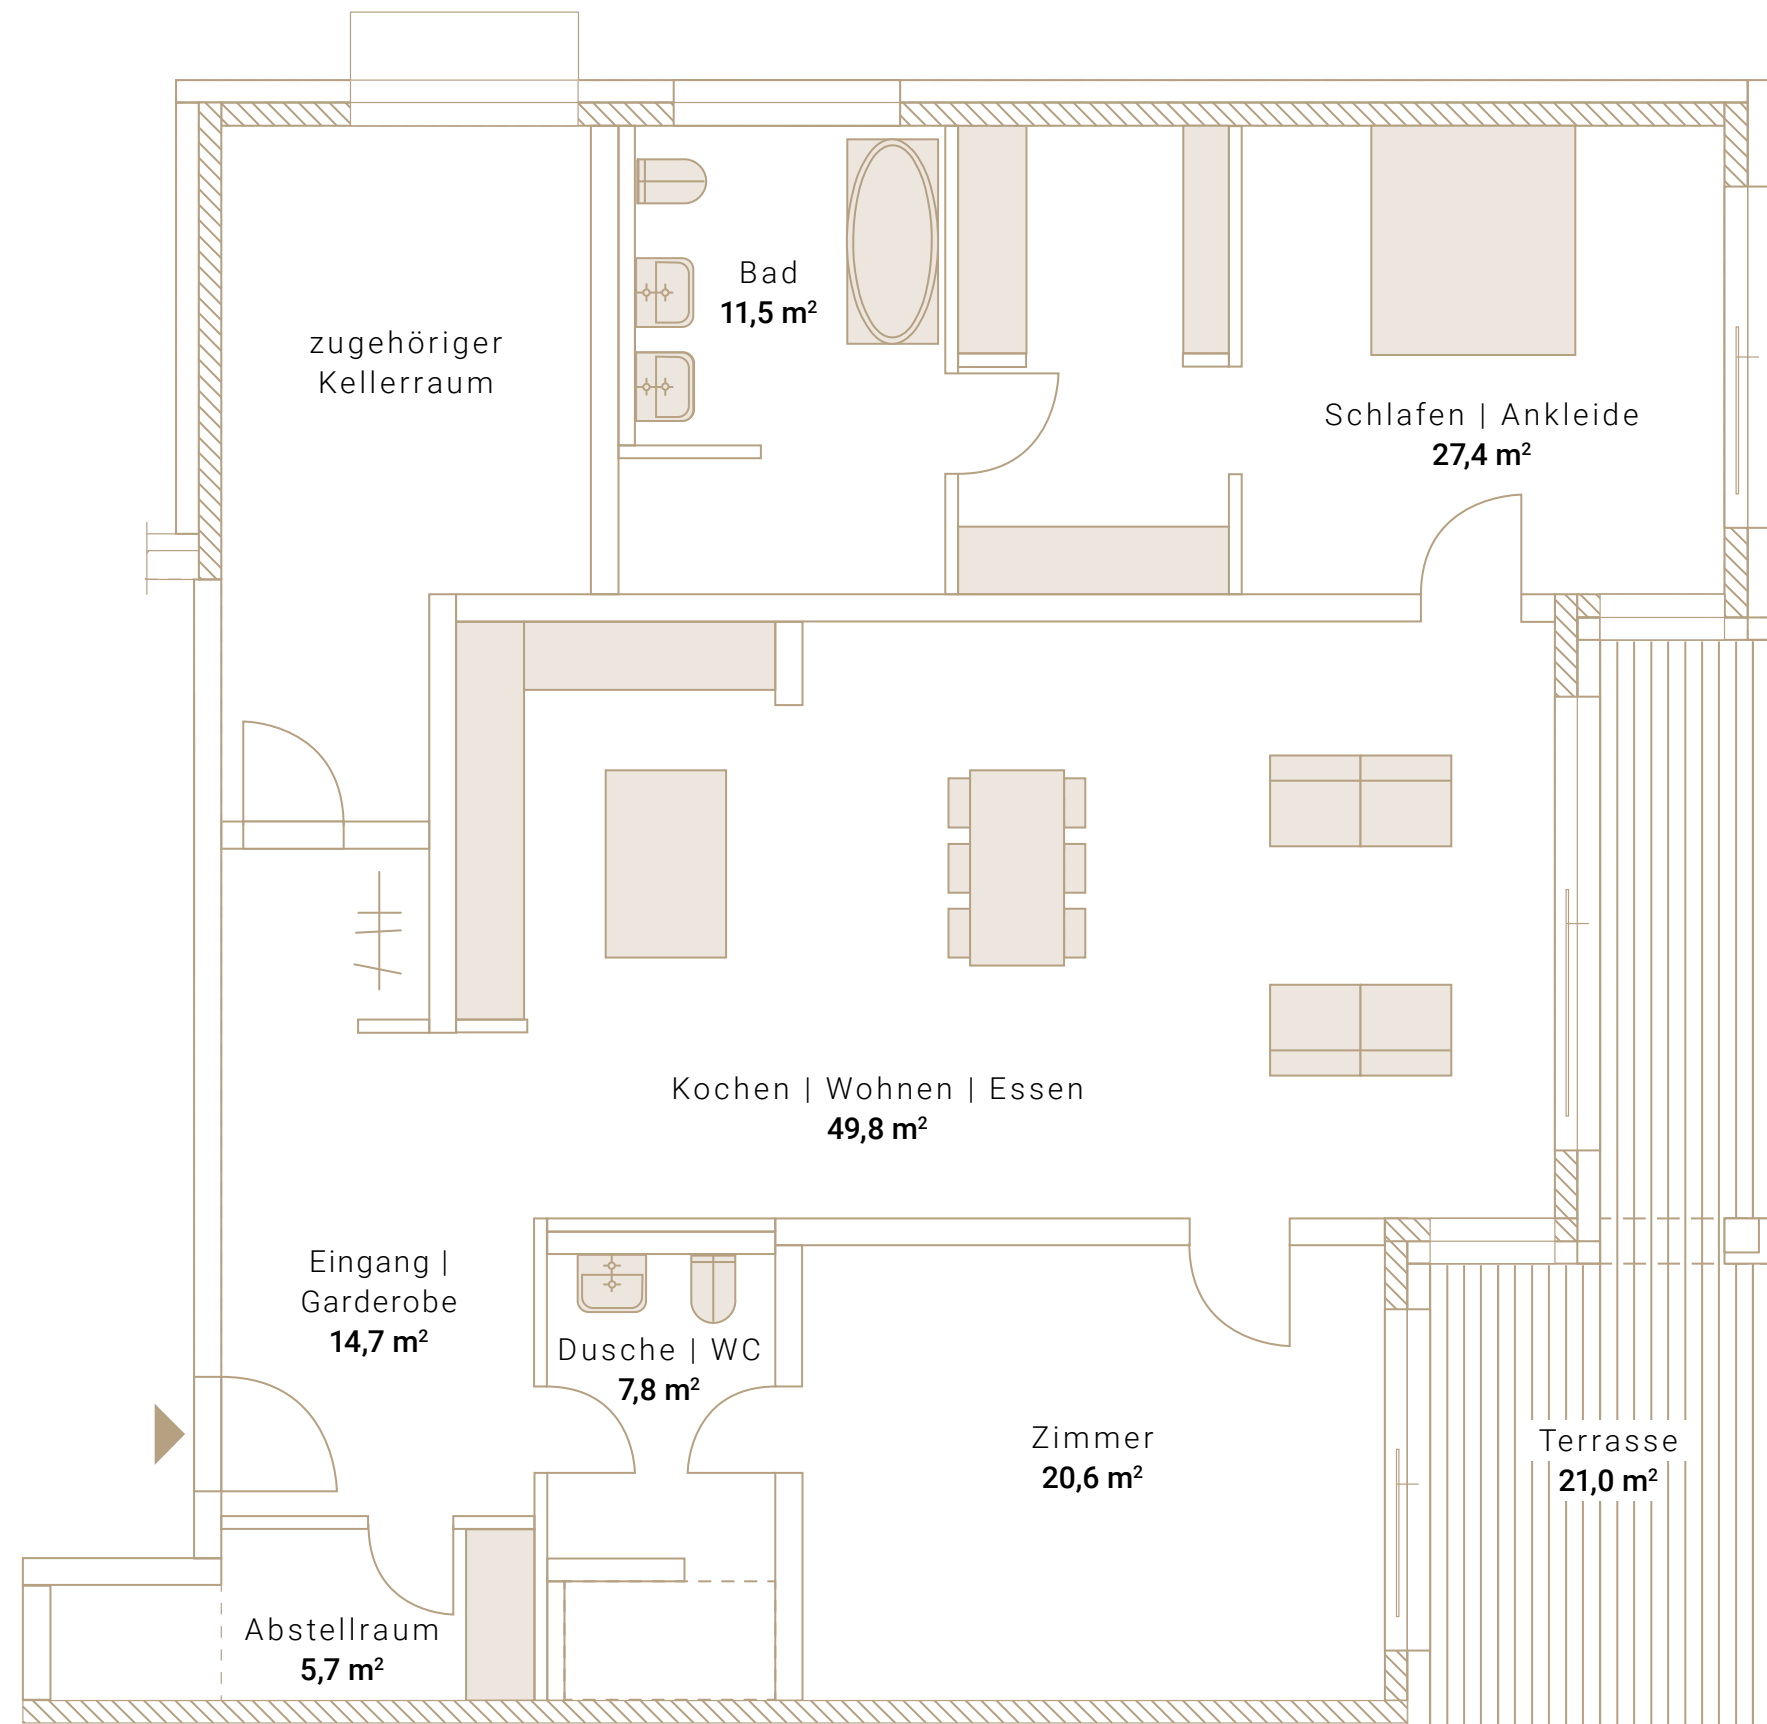 Bad
11,5 m²
zugehöriger
Kellerraum
Schlafen | Ankleide
27,4 m²
Kochen | Wohnen | Essen
49,8 m²
Eingang |
Garderobe
14,7 m²
Dusche | WC
7,8 m²
Zimmer
20,6 m²
Terrasse
21,0 m²
Abstellraum
5,7 m²